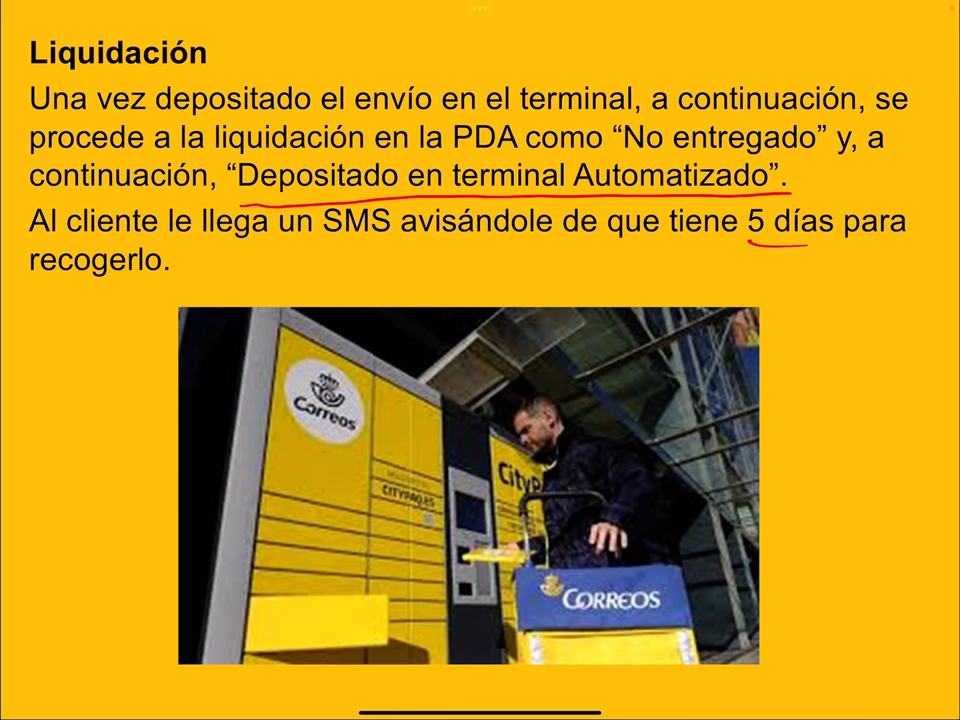 Liquidación
Una vez depositado el envío en el terminal, a continuación, se
procede a la liquidación en la PDA como “No entregado” y, a
continuación, “Depositado en terminal Automatizado”.
Al cliente le llega un SMS avisándole de que tiene 5 días para
recogerlo.
Correos
CITYPAQ.ES
CityP
CORREOS